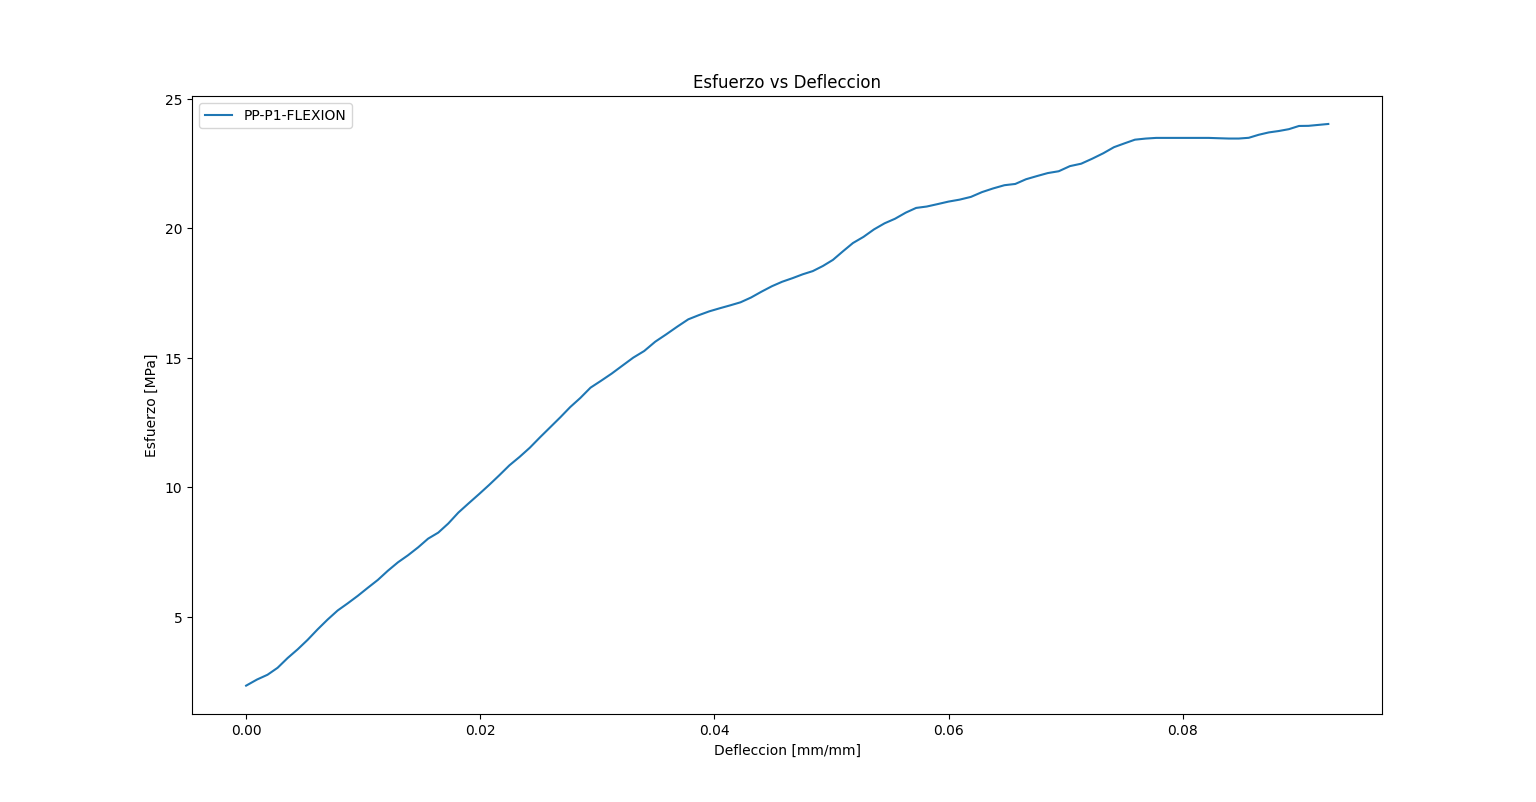 Esfuerzo vs Defleccion
PP-P1-FLEXION
25
20
15
10
5
Esfuerzo [MPa]
0.00 0.02 0.04 0.06 0.08
Defleccion [mm/mm]